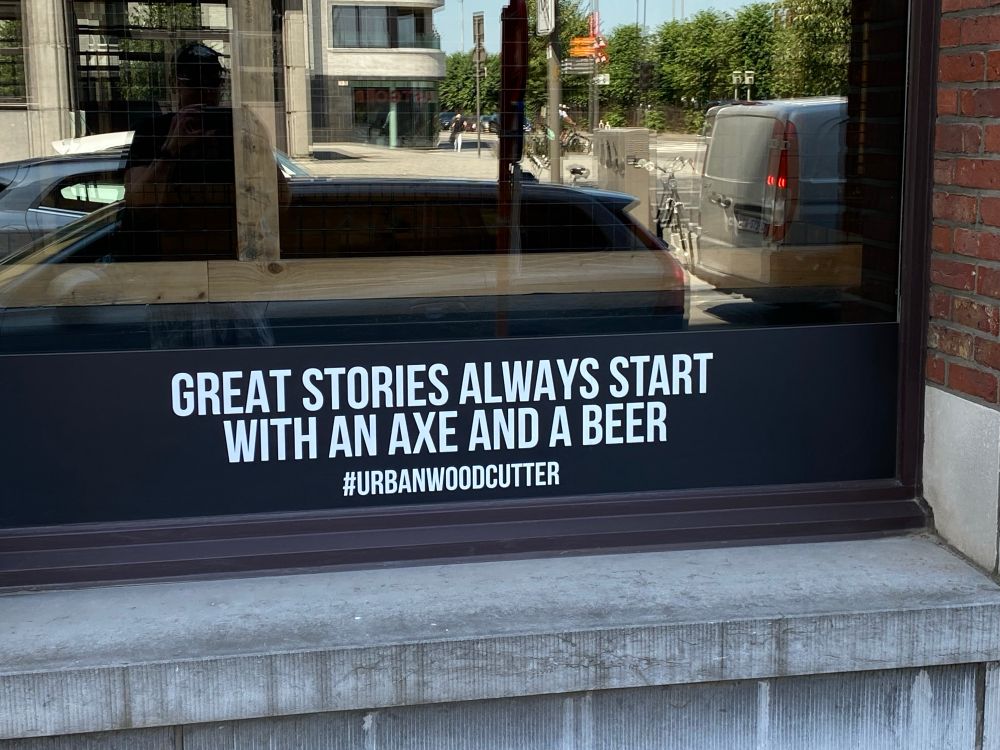 GREAT STORIES ALWAYS START
WITH AN AXE AND A BEER
#URBANWOODCUTTER